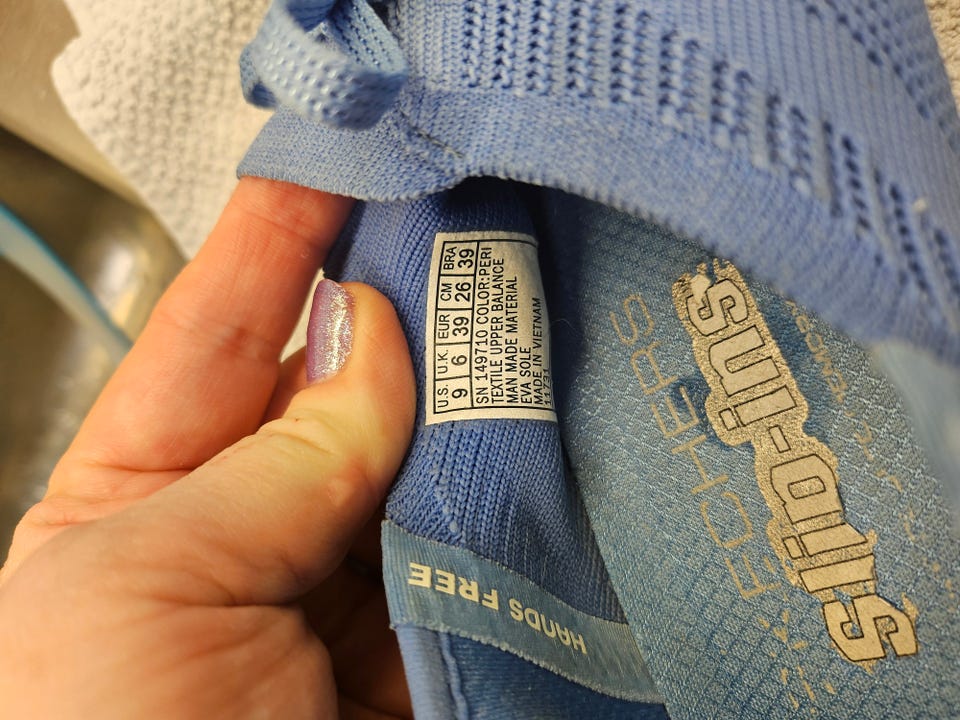 U.S. U.K. EUR CM BRA
9 6 39 26 39
SN 149710 COLOR:PERI
TEXTILE UPPER BALANCE
MAN MADE MATERIAL
EVA SOLE
MADE IN VIETNAM
HANDS FREE
ECHERS
Slip-ins